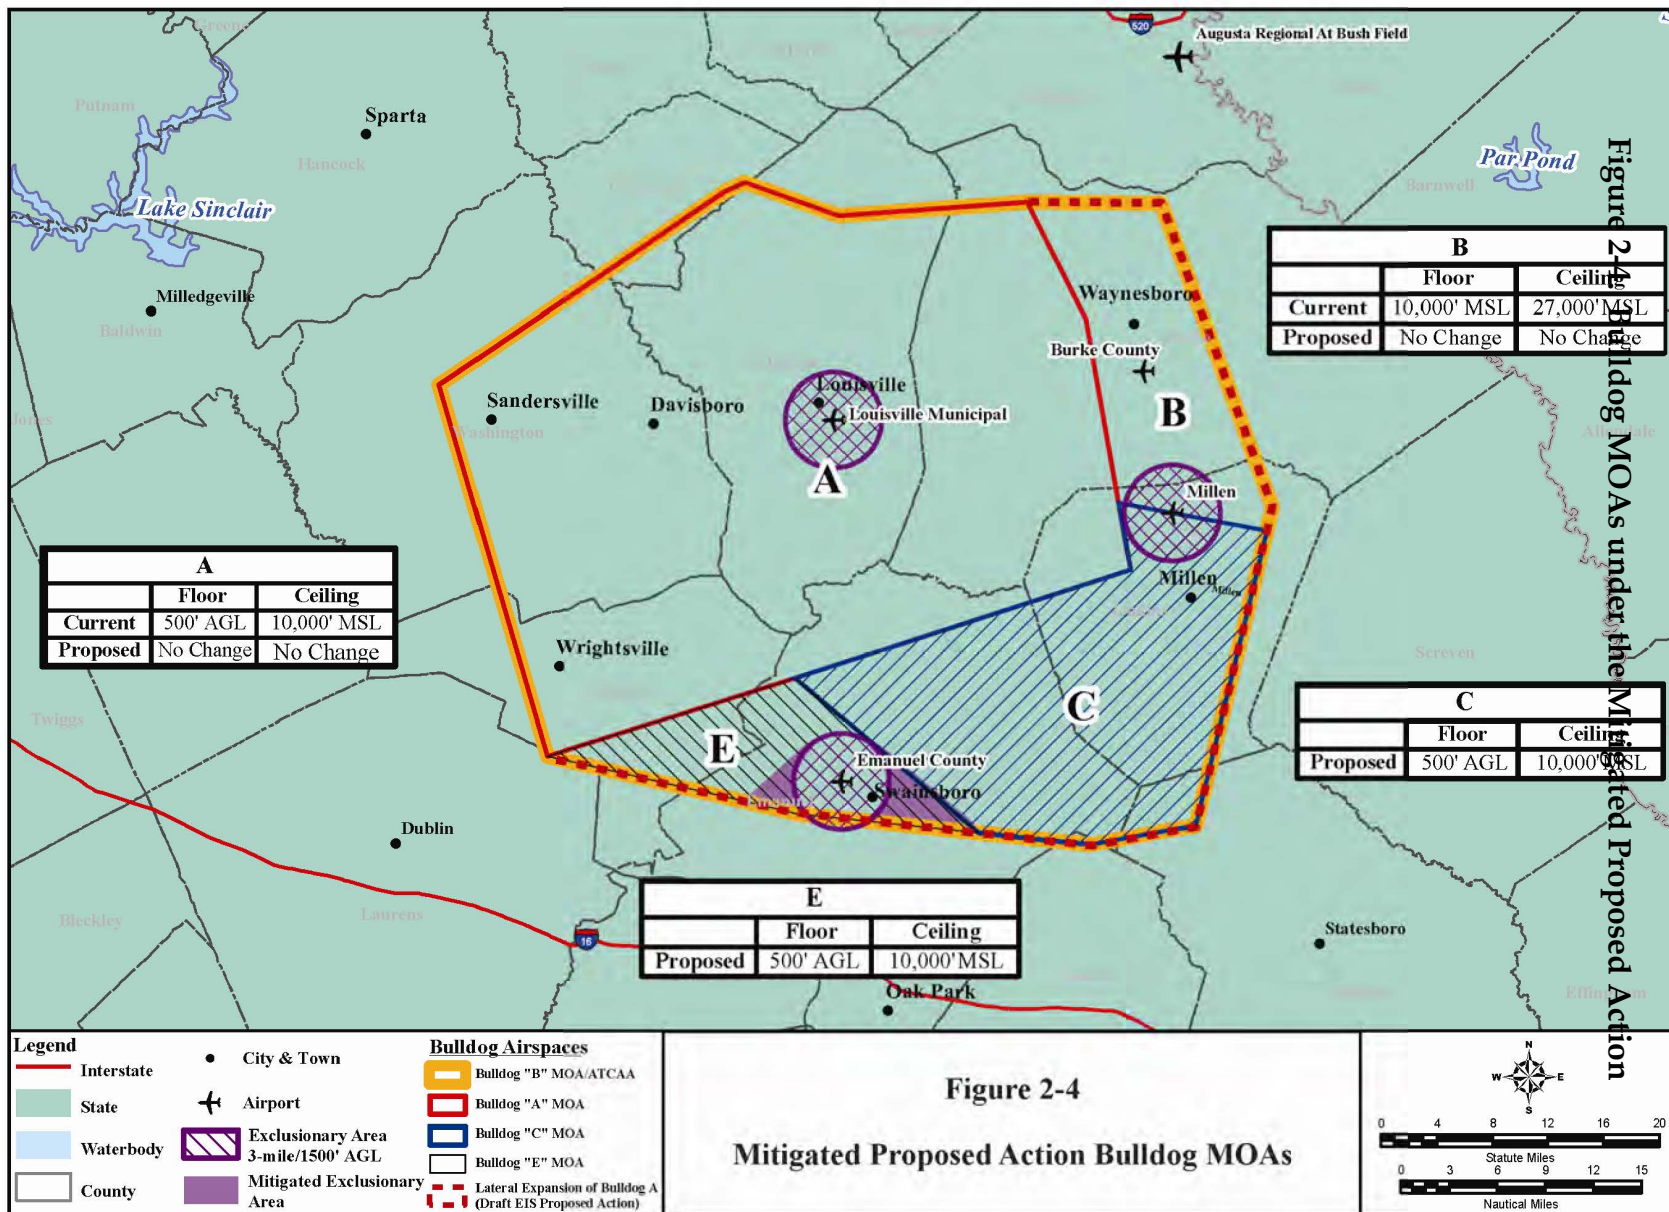 Augusta Regional At Bush Field
520
Putnam
Sparta
Hancock
Par Pond
Barnwell
Lake Sinclair
Milledgeville
Baldwin
B
Floor Ceiling
Current 10,000' MSL 27,000' MSL
Proposed No Change No Change
Waynesboro
Burke County
B
Jones
Sandersville
Washington
Davisboro
Louisville
Louisville Municipal
A
Allendale
Millen
Millen
Millen
A
Floor Ceiling
Current 500' AGL 10,000' MSL
Proposed No Change No Change
Wrightsville
Screven
C
Floor Ceiling
Proposed 500' AGL 10,000' MSL
C
E
Twiggs
Emanuel County
Swainsboro
Dublin
Bleckley
Laurens
16
E
Floor Ceiling
Proposed 500' AGL 10,000' MSL
Statesboro
Oak Park
Effingham
Figure 2-4. Bulldog MOAs under the Mitigated Proposed Action
Legend
Interstate
State
Waterbody
County
City & Town
Airport
Exclusionary Area
3-mile/1500' AGL
Mitigated Exclusionary
Area
Bulldog Airspaces
Bulldog "B" MOA/ATCAA
Bulldog "A" MOA
Bulldog "C" MOA
Bulldog "E" MOA
Lateral Expansion of Bulldog A
(Draft EIS Proposed Action)
Figure 2-4
Mitigated Proposed Action Bulldog MOAs
N
W E
S
0 4 8 12 16 20
Statute Miles
0 3 6 9 12 15
Nautical Miles